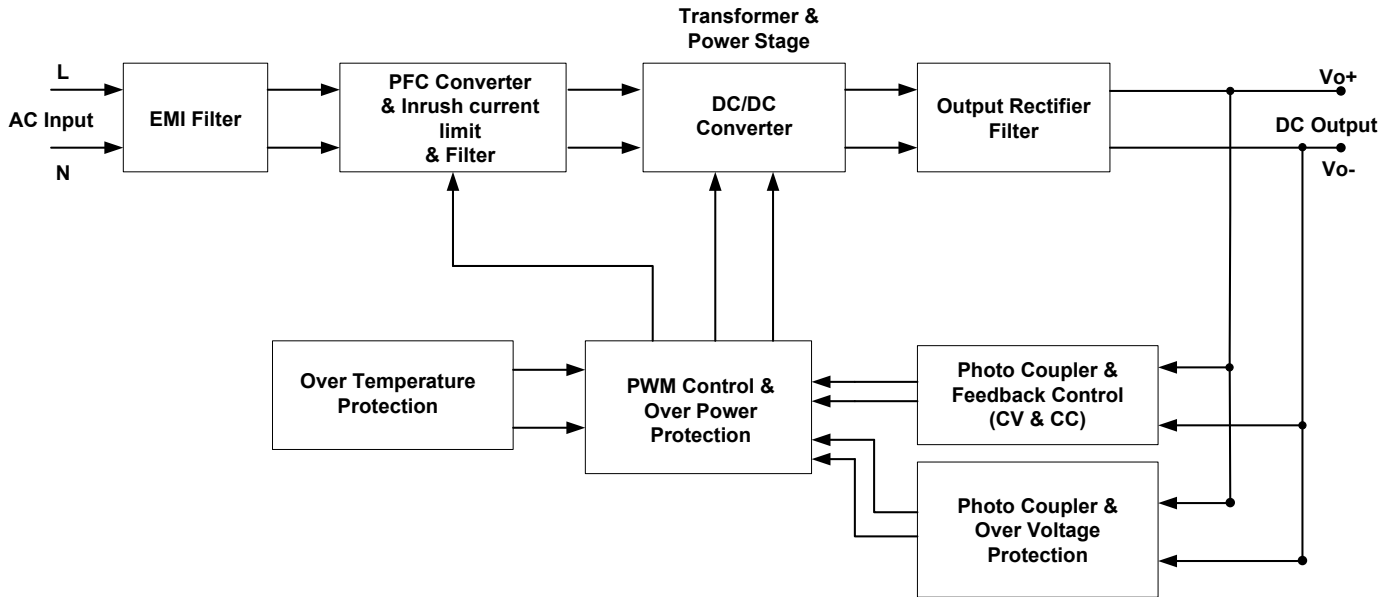 Transformer &
Power Stage
L
AC Input
N
EMI Filter
PFC Converter
& Inrush current
limit
& Filter
DC/DC
Converter
Output Rectifier
Filter
Vo+
DC Output
Vo-
Over Temperature
Protection
PWM Control &
Over Power
Protection
Photo Coupler &
Feedback Control
(CV & CC)
Photo Coupler &
Over Voltage
Protection